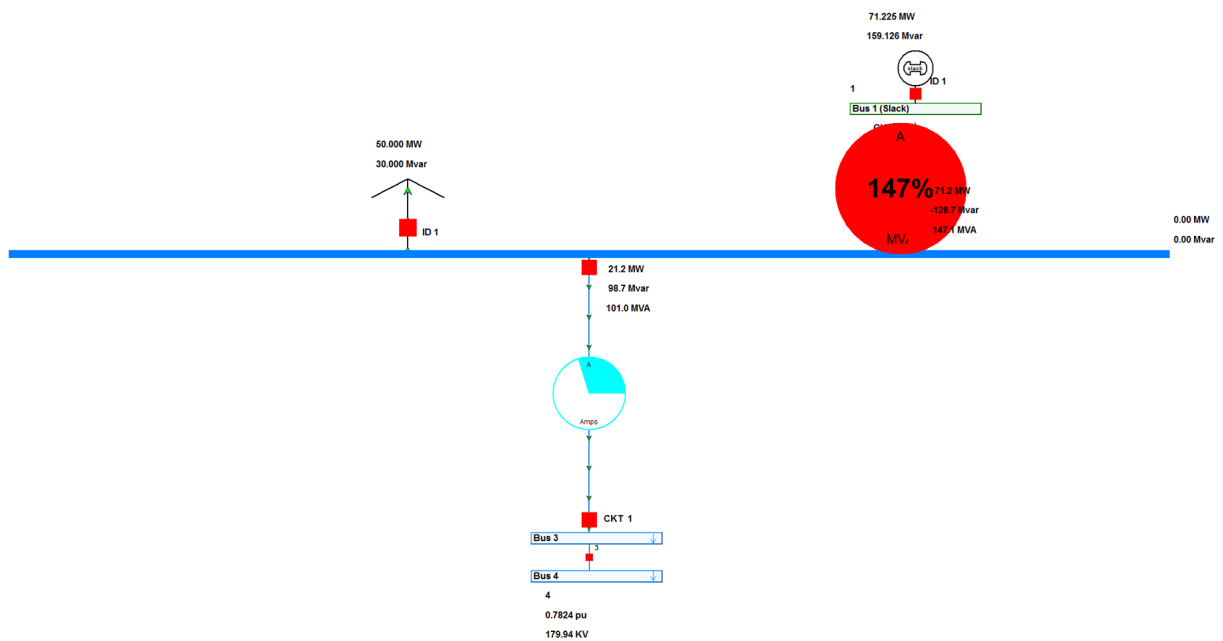 71.225 MW
159.126 Mvar
slack
ID 1
1
Bus 1 (Slack)
A
147%
71.2 MW
-128.7 Mvar
147.1 MVA
50.000 MW
30.000 Mvar
ID 1
0.00 MW
0.00 Mvar
21.2 MW
98.7 Mvar
101.0 MVA
A
Amps
CKT 1
Bus 3
3
Bus 4
4
0.7824 pu
179.94 KV